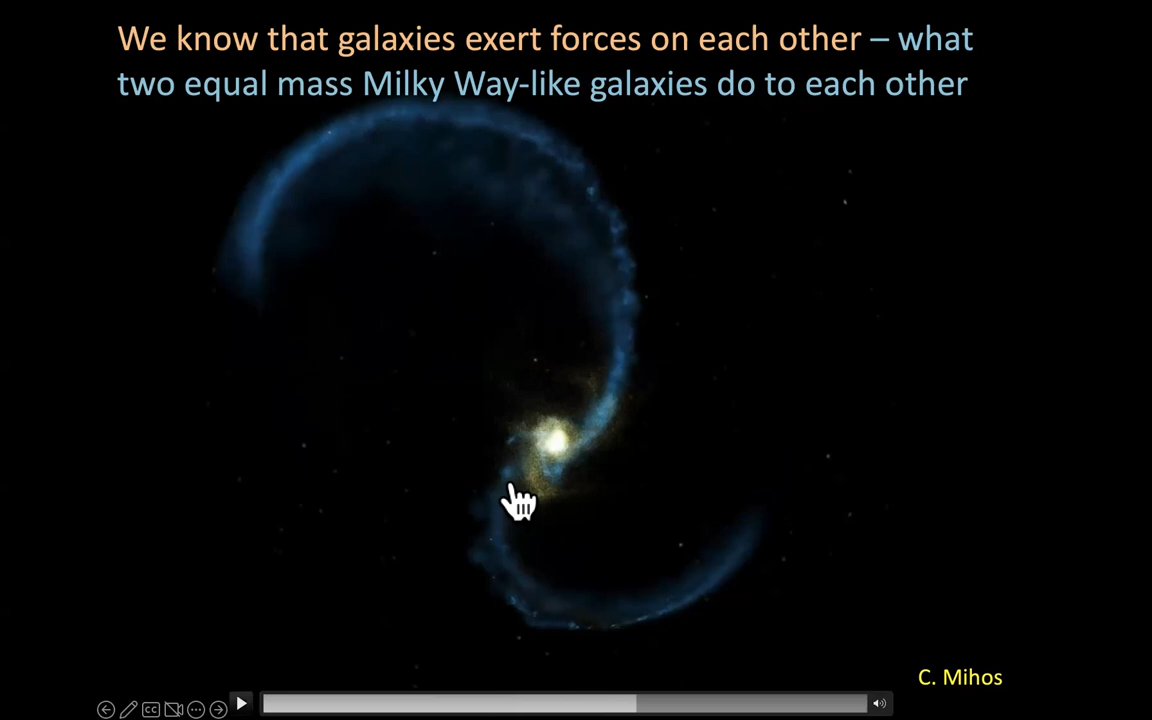 We know that galaxies exert forces on each other – what
two equal mass Milky Way-like galaxies do to each other
C. Mihos
CC